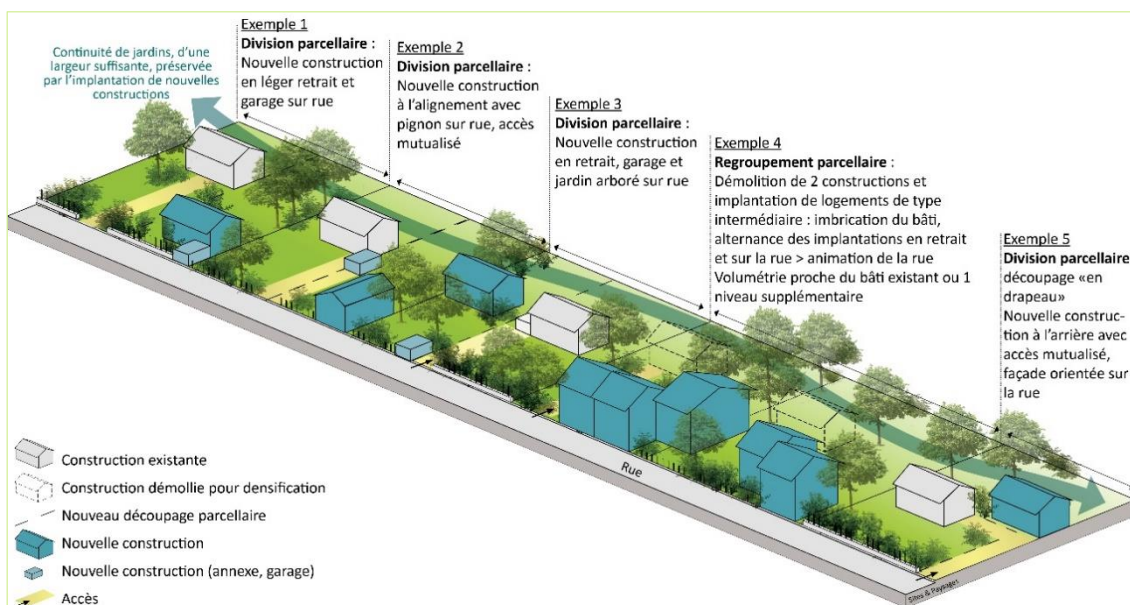 Continuité de jardins, d'une
largeur suffisante, préservée
par l'implantation de nouvelles
constructions
Exemple 1
Division parcellaire :
Nouvelle construction
en léger retrait et
garage sur rue
Exemple 2
Division parcellaire :
Nouvelle construction
à l'alignement avec
pignon sur rue, accès
mutualisé
Exemple 3
Division parcellaire :
Nouvelle construction
en retrait, garage et
jardin arboré sur rue
Exemple 4
Regroupement parcellaire :
Démolition de 2 constructions et
implantation de logements de type
intermédiaire : imbrication du bâti,
alternance des implantations en retrait
et sur la rue > animation de la rue
Volumétrie proche du bâti existant ou 1
niveau supplémentaire
Exemple 5
Division parcellaire
découpage «en
drapeau»
Nouvelle construc-
tion à l'arrière avec
accès mutualisé,
façade orientée sur
la rue
Rue
Sites & Paysages
Construction existante
Construction démollie pour densification
Nouveau découpage parcellaire
Nouvelle construction
Nouvelle construction (annexe, garage)
Accès